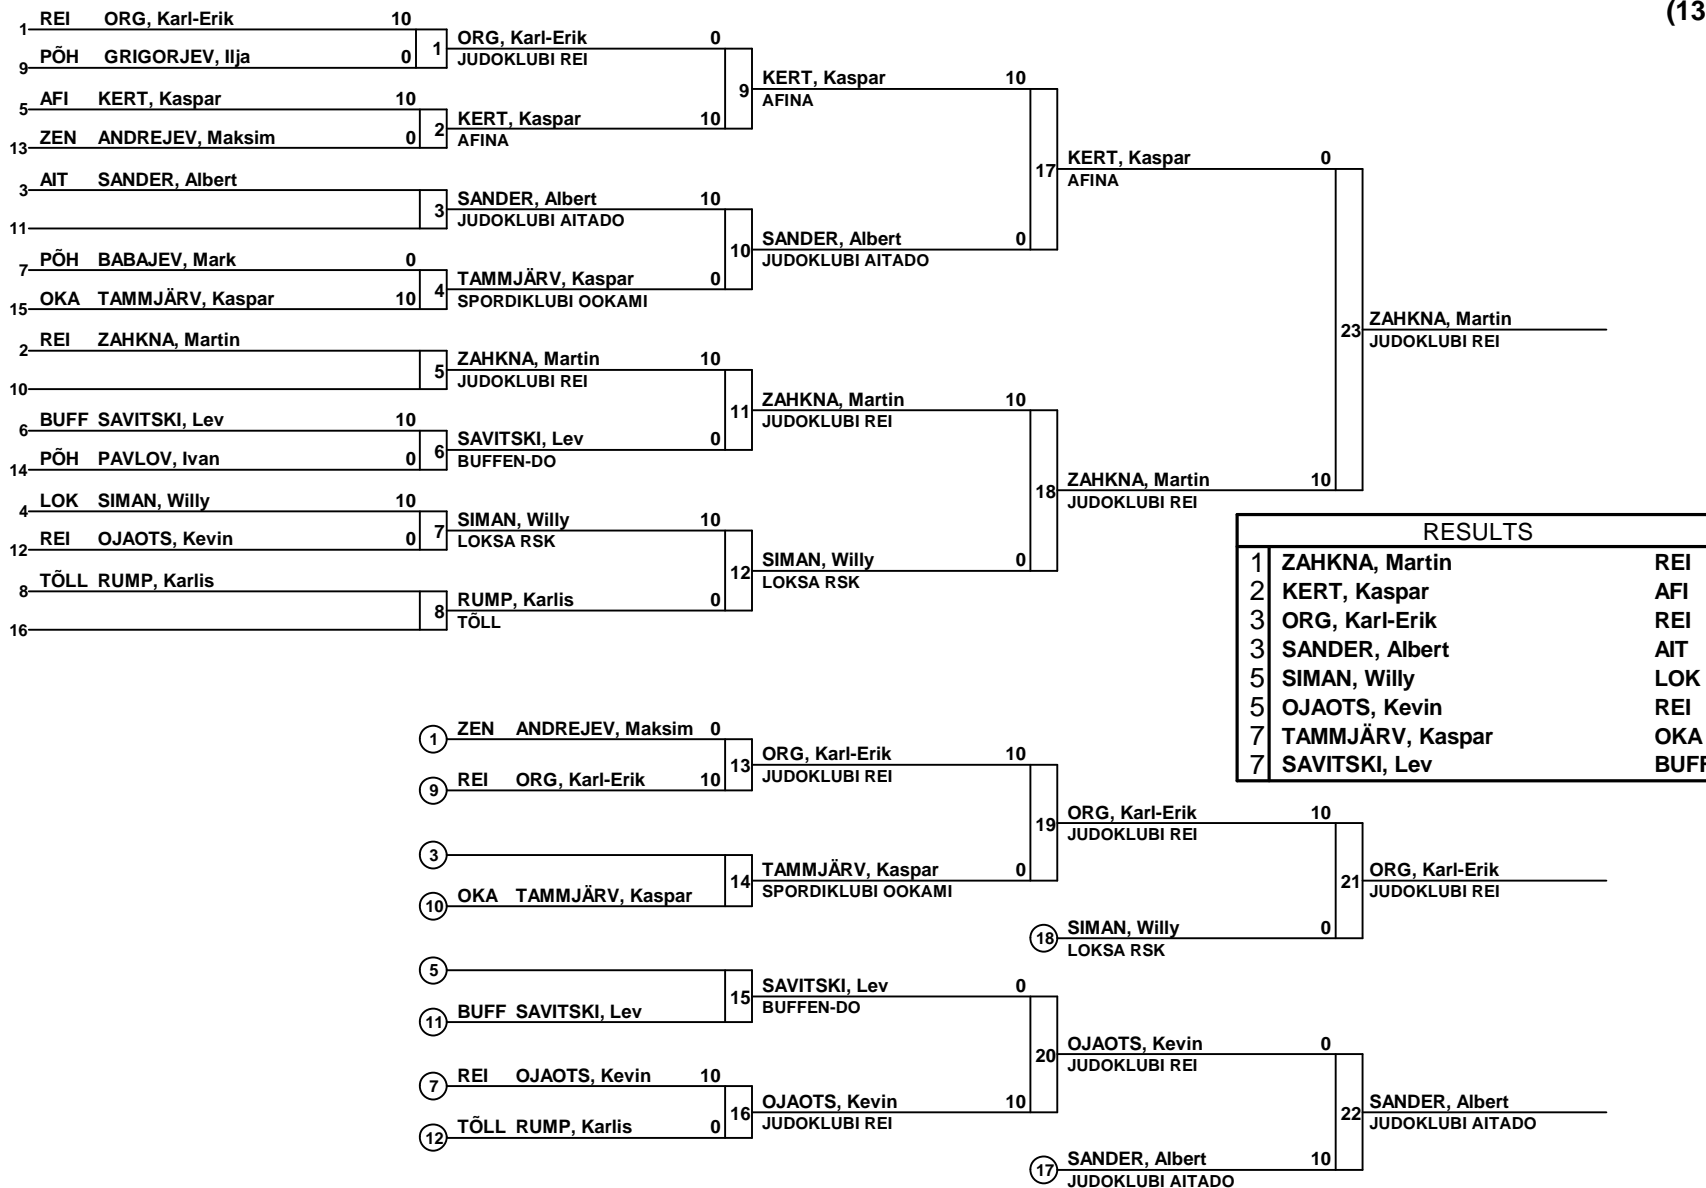 (13
1 REI ORG, Karl-Erik 10
9 PÕH GRIGORJEV, Ilja 0
1
5 AFI KERT, Kaspar 10
13 ZEN ANDREJEV, Maksim 0
2
3 AIT SANDER, Albert
11
3
7 PÕH BABAJEV, Mark 0
15 OKA TAMMJÄRV, Kaspar 10
4
2 REI ZAHKNA, Martin
10
5
6 BUFF SAVITSKI, Lev 10
14 PÕH PAVLOV, Ivan 0
6
4 LOK SIMAN, Willy 10
12 REI OJAOTS, Kevin 0
7
8 TÕLL RUMP, Karlis
16
8
ORG, Karl-Erik 0
JUDOKLUBI REI
KERT, Kaspar 10
AFINA
9
SANDER, Albert 10
JUDOKLUBI AITADO
TAMMJÄRV, Kaspar 0
SPORDIKLUBI OOKAMI
10
ZAHKNA, Martin 10
JUDOKLUBI REI
SAVITSKI, Lev 0
BUFFEN-DO
11
SIMAN, Willy 10
LOKSA RSK
RUMP, Karlis 0
TÕLL
12
KERT, Kaspar 10
AFINA
SANDER, Albert 0
JUDOKLUBI AITADO
17
ZAHKNA, Martin 10
JUDOKLUBI REI
SIMAN, Willy 0
LOKSA RSK
18
KERT, Kaspar 0
AFINA
ZAHKNA, Martin 10
JUDOKLUBI REI
23
ZAHKNA, Martin
JUDOKLUBI REI
RESULTS
1 ZAHKNA, Martin REI
2 KERT, Kaspar AFI
3 ORG, Karl-Erik REI
3 SANDER, Albert AIT
5 SIMAN, Willy LOK
5 OJAOTS, Kevin REI
7 TAMMJÄRV, Kaspar OKA
7 SAVITSKI, Lev BUFF
1 ZEN ANDREJEV, Maksim 0
9 REI ORG, Karl-Erik 10
13
3
10 OKA TAMMJÄRV, Kaspar
14
5
11 BUFF SAVITSKI, Lev
15
7 REI OJAOTS, Kevin 10
12 TÕLL RUMP, Karlis 0
16
ORG, Karl-Erik 10
JUDOKLUBI REI
TAMMJÄRV, Kaspar 0
SPORDIKLUBI OOKAMI
19
SAVITSKI, Lev 0
BUFFEN-DO
OJAOTS, Kevin 10
JUDOKLUBI REI
20
ORG, Karl-Erik 10
JUDOKLUBI REI
18 SIMAN, Willy 0
LOKSA RSK
21
OJAOTS, Kevin 0
JUDOKLUBI REI
17 SANDER, Albert 10
JUDOKLUBI AITADO
22
ORG, Karl-Erik
JUDOKLUBI REI
SANDER, Albert
JUDOKLUBI AITADO